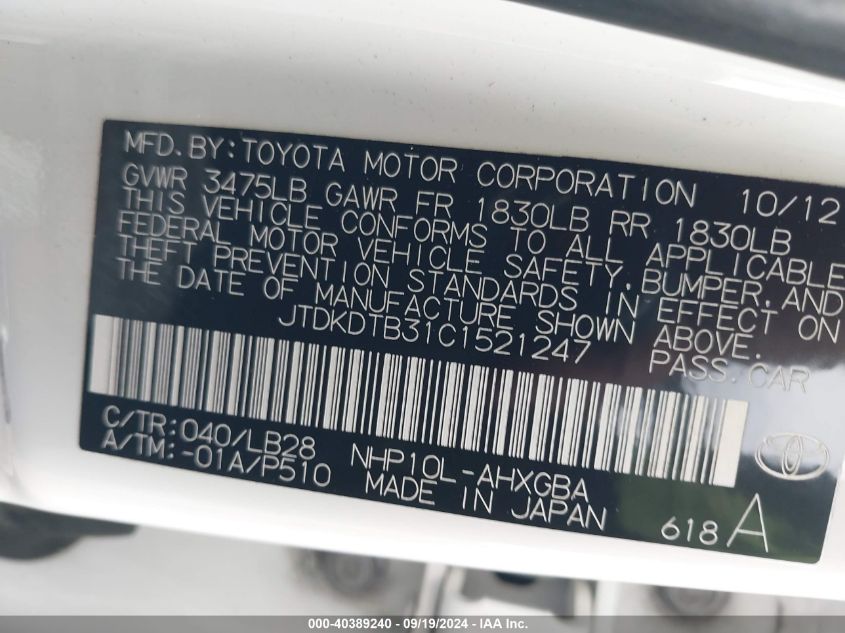 MFD. BY: TOYOTA MOTOR CORPORATION 10/12
GVWR 3475LB GAWR FR 1830LB RR 1830LB
THIS VEHICLE CONFORMS TO ALL APPLICABLE
FEDERAL MOTOR VEHICLE SAFETY, BUMPER, AND
THEFT PREVENTION STANDARDS IN EFFECT ON
THE DATE OF MANUFACTURE SHOWN ABOVE.
JTDKDTB31C1521247 PASS. CAR
C/TR: 040/LB28 NHP10L-AHXGBA
A/TM: -01A/P510 MADE IN JAPAN
618A
000-40389240 - 09/19/2024 - IAA Inc.